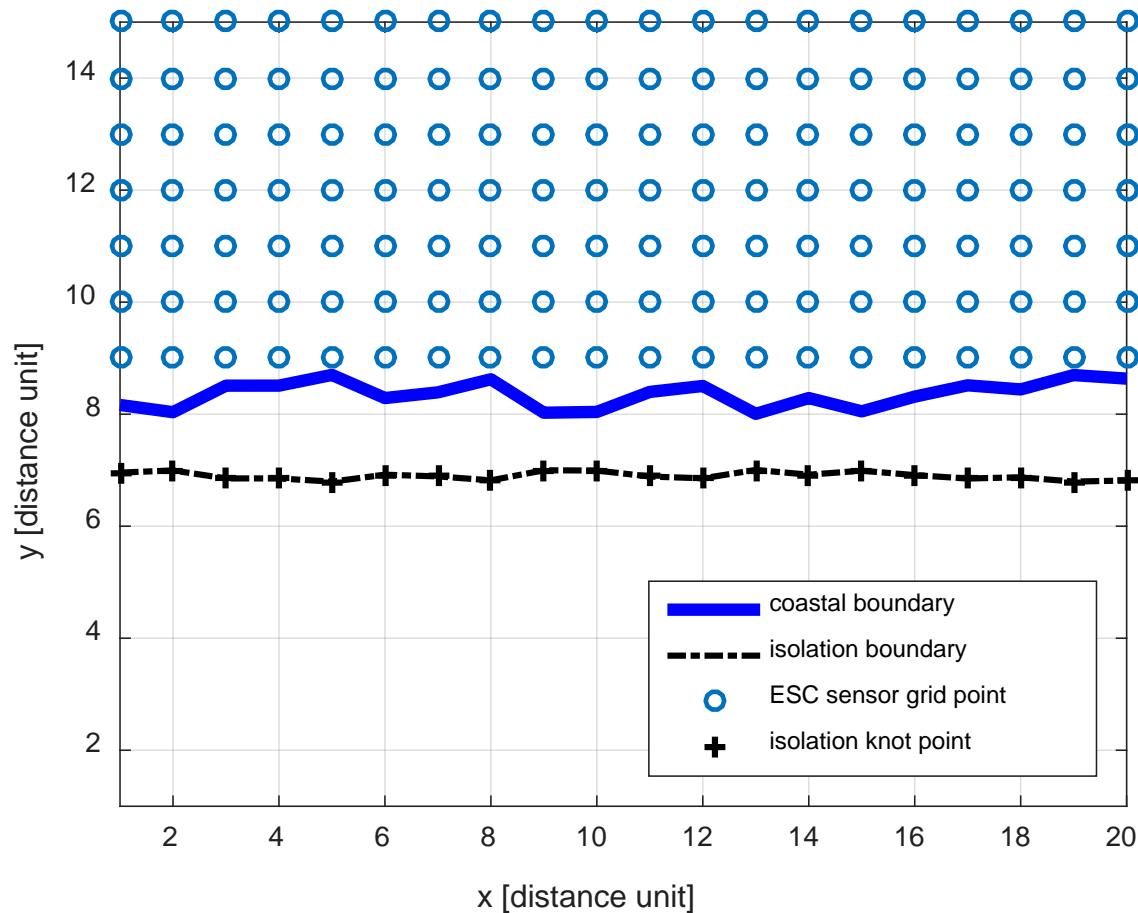 14
12
10
8
6
4
2
y [distance unit]
coastal boundary
isolation boundary
ESC sensor grid point
isolation knot point
2 4 6 8 10 12 14 16 18 20
x [distance unit]